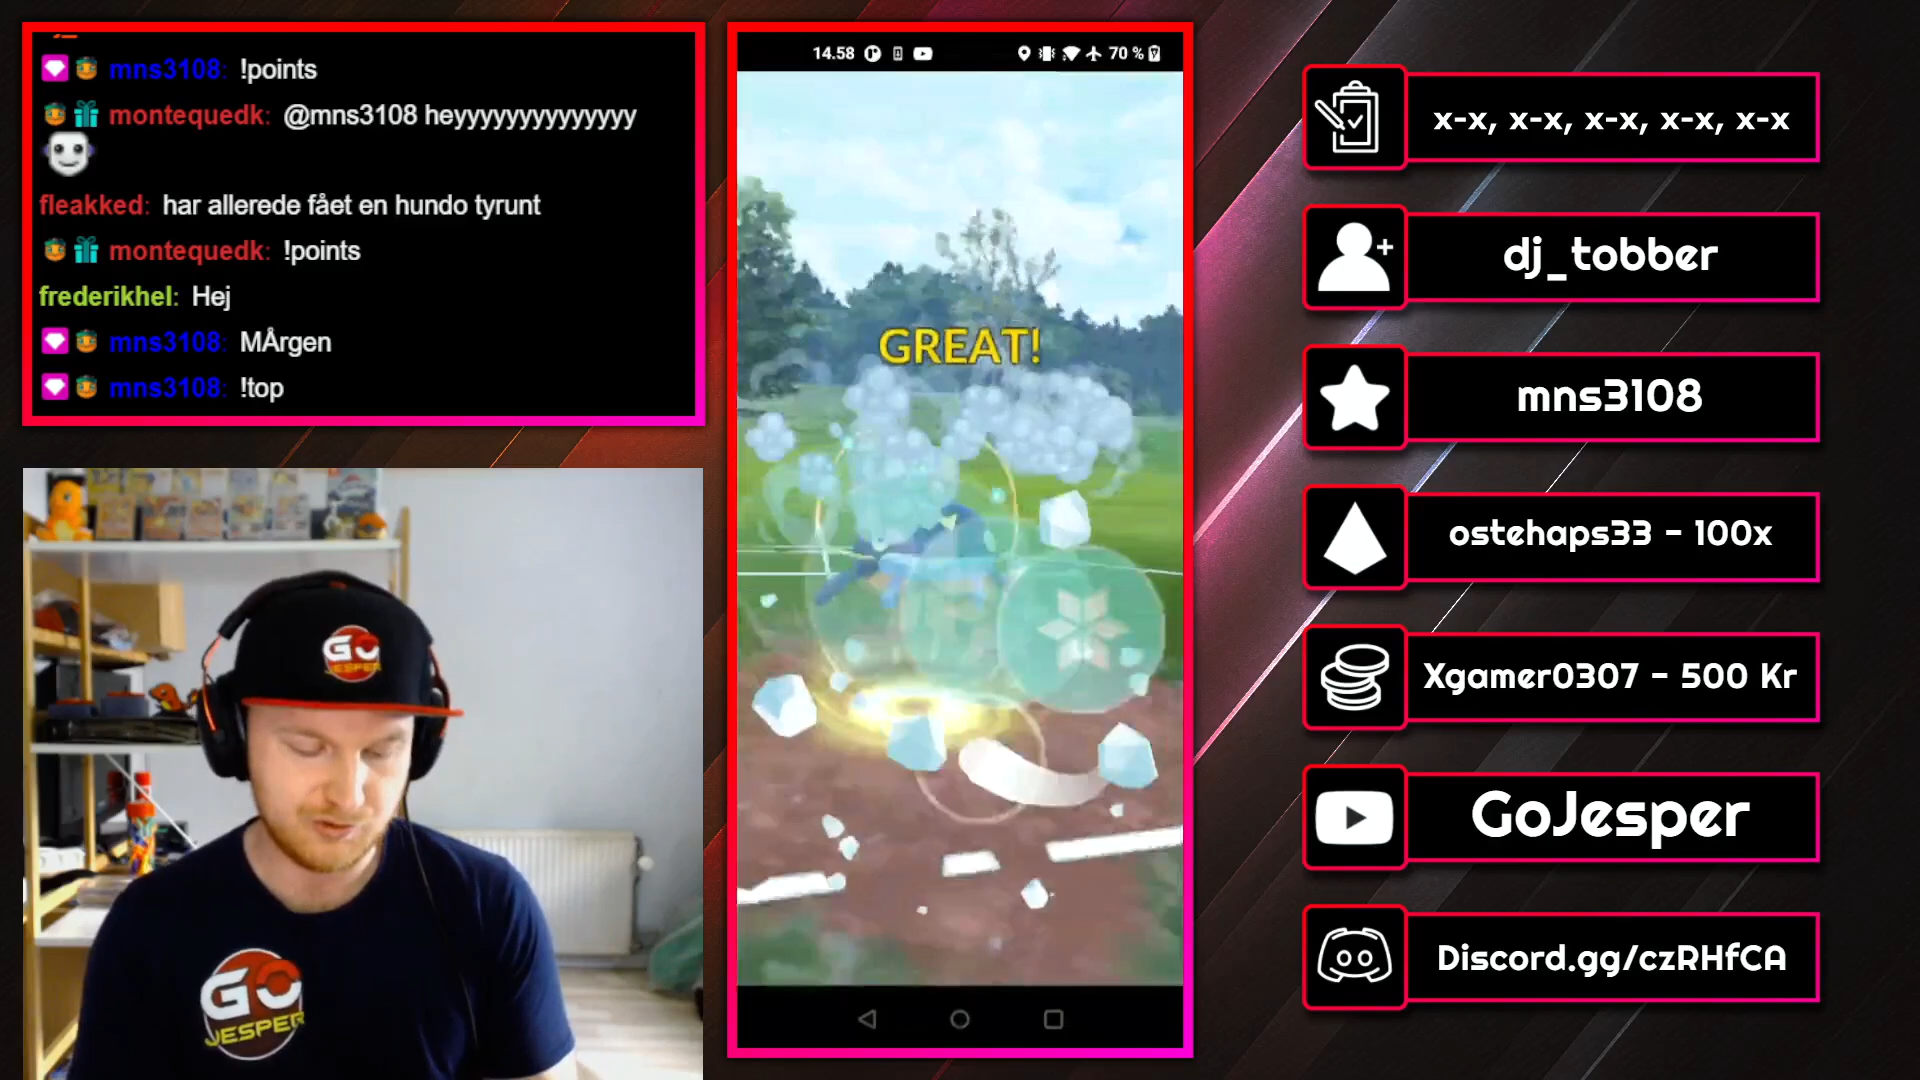 mns3108: !points
montequedk: @mns3108 heyyyyyyyyyyyyyy
fleakked: har allerede fået en hundo tyrunt
montequedk: !points
frederikhel: Hej
mns3108: MÅrgen
mns3108: !top
14.58
70 %
GREAT!
GO
JESPER
GO
JESPER
x-x, x-x, x-x, x-x, x-x
dj_tobber
mns3108
ostehaps33 - 100x
Xgamer0307 - 500 Kr
GoJesper
Discord.gg/czRHfCA